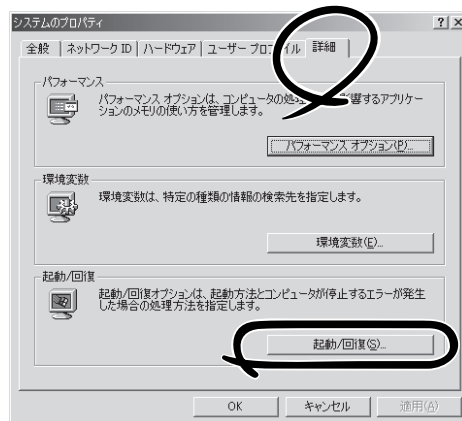 システムのプロパティ
全般 ネットワーク ID ハードウェア ユーザー プロファイル 詳細
パフォーマンス
パフォーマンス オプションは、コンピュータの処理 影響するアプリケー
ションのメモリの使い方を管理します。
パフォーマンス オプション(P)...
環境変数
環境変数は、特定の種類の情報の検索先を指定します。
環境変数(E)...
起動/回復
起動/回復オプションは、起動方法とコンピュータが停止するエラーが発生
した場合の処理方法を指定します。
起動/回復(S)...
OK キャンセル 適用(A)